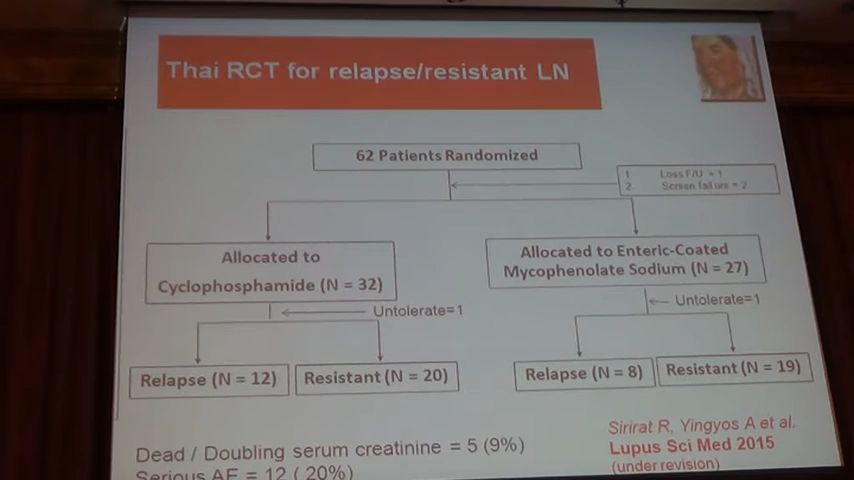 Thai RCT for relapse/resistant LN
62 Patients Randomized
1 Loss F/U = 1
2 Screen failure = 2
Allocated to
Cyclophosphamide (N = 32)
Allocated to Enteric-Coated
Mycophenolate Sodium (N = 27)
Untolerate=1
Untolerate=1
Relapse (N = 12)
Resistant (N = 20)
Relapse (N = 8)
Resistant (N = 19)
Dead / Doubling serum creatinine = 5 (9%)
Serious AE = 12 ( 20%)
Sirirat R, Yingyos A et al.
Lupus Sci Med 2015
(under revision)